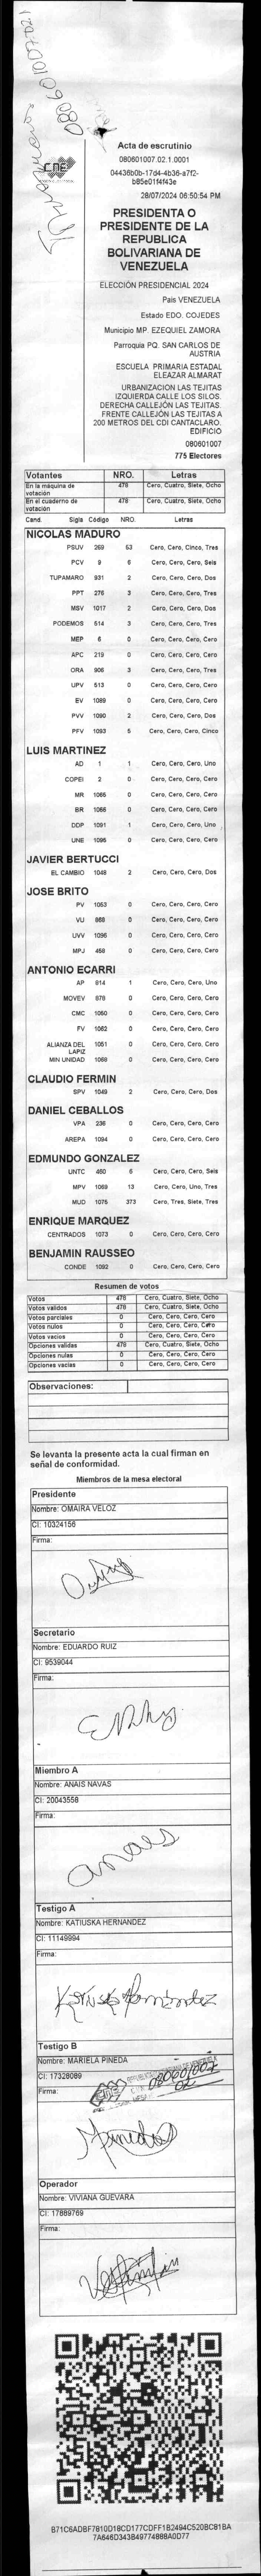 080601007021
CNE
Acta de escrutinio
080601007.02.1.0001
04436b0b-17d4-4b36-a7f2-
b85e01f4f43e
28/07/2024 06:50:54 PM
PRESIDENTA O
PRESIDENTE DE LA
REPUBLICA
BOLIVARIANA DE
VENEZUELA
ELECCIÓN PRESIDENCIAL 2024
Pais VENEZUELA
Estado EDO. COJEDES
Municipio MP. EZEQUIEL ZAMORA
Parroquia PQ. SAN CARLOS DE
AUSTRIA
ESCUELA PRIMARIA ESTADAL
ELEAZAR ALMARAT
URBANIZACION LAS TEJITAS
IZQUIERDA CALLE LOS SILOS.
DERECHA CALLEJÓN LAS TEJITAS.
FRENTE CALLEJÓN LAS TEJITAS A
200 METROS DEL CDI CANTACLARO.
EDIFICIO
080601007
775 Electores
Votantes NRO. Letras
En la máquina de votación 478 Cero, Cuatro, Siete, Ocho
En el cuaderno de votación 478 Cero, Cuatro, Siete, Ocho
Cand. Sigla Código NRO. Letras
NICOLAS MADURO
PSUV 269 53 Cero, Cero, Cinco, Tres
PCV 9 6 Cero, Cero, Cero, Seis
TUPAMARO 931 2 Cero, Cero, Cero, Dos
PPT 276 3 Cero, Cero, Cero, Tres
MSV 1017 2 Cero, Cero, Cero, Dos
PODEMOS 514 3 Cero, Cero, Cero, Tres
MEP 6 0 Cero, Cero, Cero, Cero
APC 219 0 Cero, Cero, Cero, Cero
ORA 906 3 Cero, Cero, Cero, Tres
UPV 513 0 Cero, Cero, Cero, Cero
EV 1089 0 Cero, Cero, Cero, Cero
PVV 1090 2 Cero, Cero, Cero, Dos
PFV 1093 5 Cero, Cero, Cero, Cinco
LUIS MARTINEZ
AD 1 1 Cero, Cero, Cero, Uno
COPEI 2 0 Cero, Cero, Cero, Cero
MR 1065 0 Cero, Cero, Cero, Cero
BR 1066 0 Cero, Cero, Cero, Cero
DDP 1091 1 Cero, Cero, Cero, Uno
UNE 1095 0 Cero, Cero, Cero, Cero
JAVIER BERTUCCI
EL CAMBIO 1048 2 Cero, Cero, Cero, Dos
JOSE BRITO
PV 1053 0 Cero, Cero, Cero, Cero
VU 868 0 Cero, Cero, Cero, Cero
UVV 1096 0 Cero, Cero, Cero, Cero
MPJ 458 0 Cero, Cero, Cero, Cero
ANTONIO ECARRI
AP 814 1 Cero, Cero, Cero, Uno
MOVEV 878 0 Cero, Cero, Cero, Cero
CMC 1050 0 Cero, Cero, Cero, Cero
FV 1062 0 Cero, Cero, Cero, Cero
ALIANZA DEL LAPIZ 1051 0 Cero, Cero, Cero, Cero
MIN UNIDAD 1068 0 Cero, Cero, Cero, Cero
CLAUDIO FERMIN
SPV 1049 2 Cero, Cero, Cero, Dos
DANIEL CEBALLOS
VPA 236 0 Cero, Cero, Cero, Cero
AREPA 1094 0 Cero, Cero, Cero, Cero
EDMUNDO GONZALEZ
UNTC 460 6 Cero, Cero, Cero, Seis
MPV 1069 13 Cero, Cero, Uno, Tres
MUD 1075 373 Cero, Tres, Siete, Tres
ENRIQUE MARQUEZ
CENTRADOS 1073 0 Cero, Cero, Cero, Cero
BENJAMIN RAUSSEO
CONDE 1092 0 Cero, Cero, Cero, Cero
Resumen de votos
Votos 478 Cero, Cuatro, Siete, Ocho
Votos validos 478 Cero, Cuatro, Siete, Ocho
Votos parciales 0 Cero, Cero, Cero, Cero
Votos nulos 0 Cero, Cero, Cero, Cero
Votos vacios 0 Cero, Cero, Cero, Cero
Opciones validas 478 Cero, Cuatro, Siete, Ocho
Opciones nulas 0 Cero, Cero, Cero, Cero
Opciones vacias 0 Cero, Cero, Cero, Cero
Observaciones:
Se levanta la presente acta la cual firman en
señal de conformidad.
Miembros de la mesa electoral
Presidente
Nombre: OMAIRA VELOZ
CI: 10324156
Firma:
Secretario
Nombre: EDUARDO RUIZ
CI: 9539044
Firma:
Miembro A
Nombre: ANAIS NAVAS
CI: 20043558
Firma:
anaes
Testigo A
Nombre: KATIUSKA HERNANDEZ
CI: 11149994
Firma:
Testigo B
Nombre: MARIELA PINEDA
CI: 17328089
Firma:
CNE
080601007
02
Operador
Nombre: VIVIANA GUEVARA
CI: 17889769
Firma:
B71C6ADBF7810D18CD177CDFF1B2494C520BC81BA
7A646D343B49774888A0D77